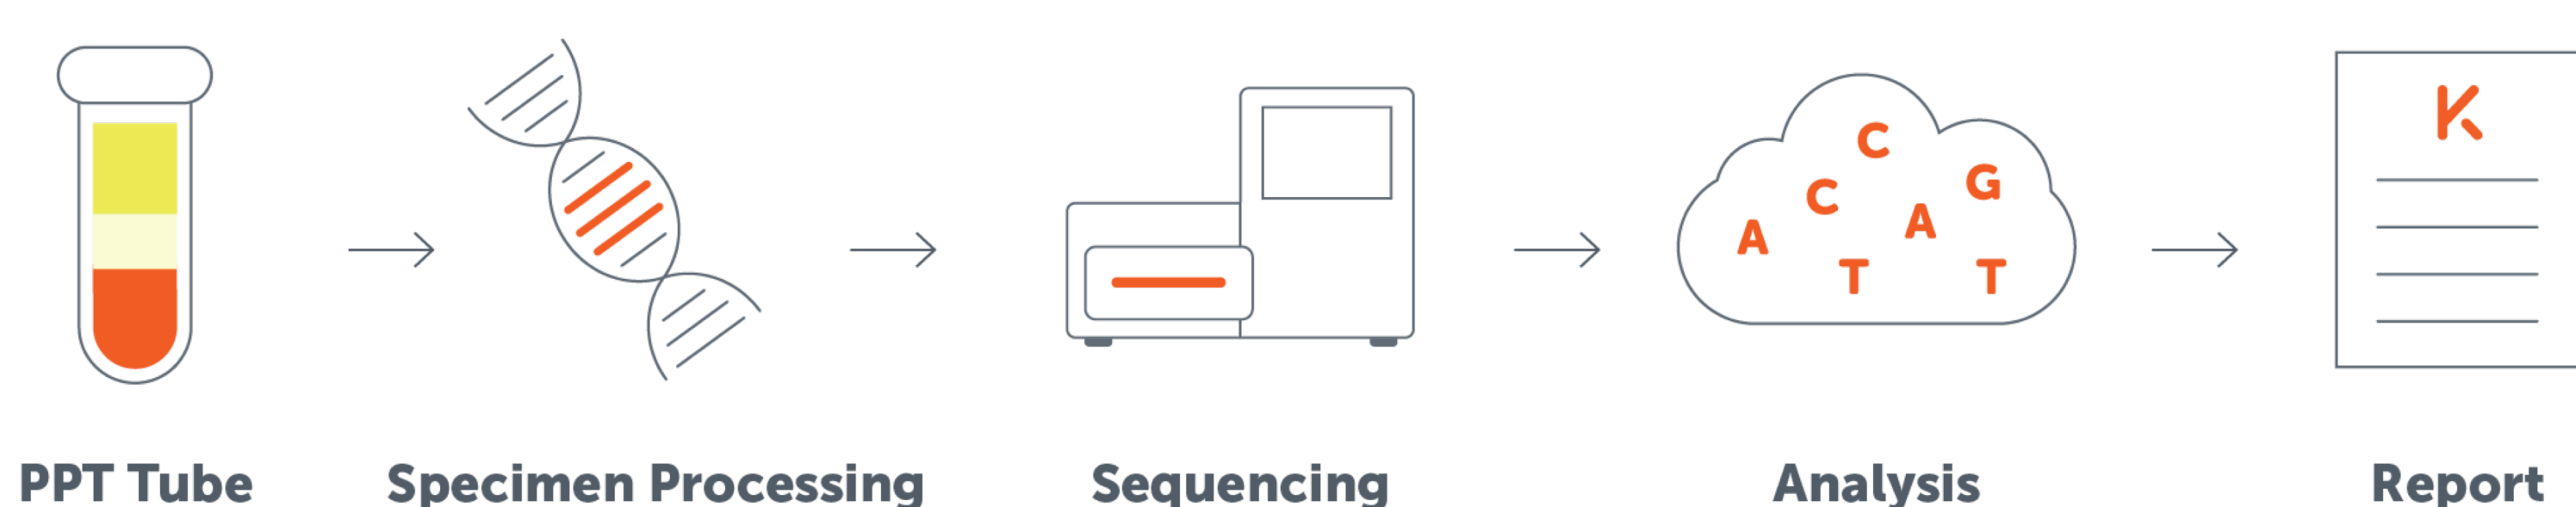 K
C
C G
A A
T T
PPT Tube Specimen Processing Sequencing Analysis Report